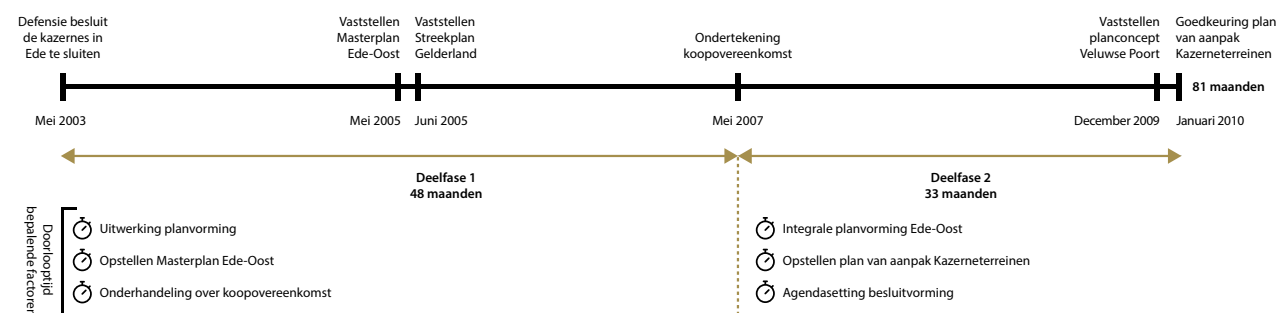 Defensie besluit
de kazernes in
Ede te sluiten
Vaststellen
Masterplan
Ede-Oost
Vaststellen
Streekplan
Gelderland
Ondertekening
koopovereenkomst
Vaststellen
planconcept
Veluwse Poort
Goedkeuring plan
van aanpak
Kazerneterreinen
81 maanden
Mei 2003
Mei 2005
Juni 2005
Mei 2007
December 2009
Januari 2010
Deelfase 1
48 maanden
Deelfase 2
33 maanden
Doorlooptijd
bepalende factoren
Uitwerking planvorming
Opstellen Masterplan Ede-Oost
Onderhandeling over koopovereenkomst
Integrale planvorming Ede-Oost
Opstellen plan van aanpak Kazerneterreinen
Agendasetting besluitvorming